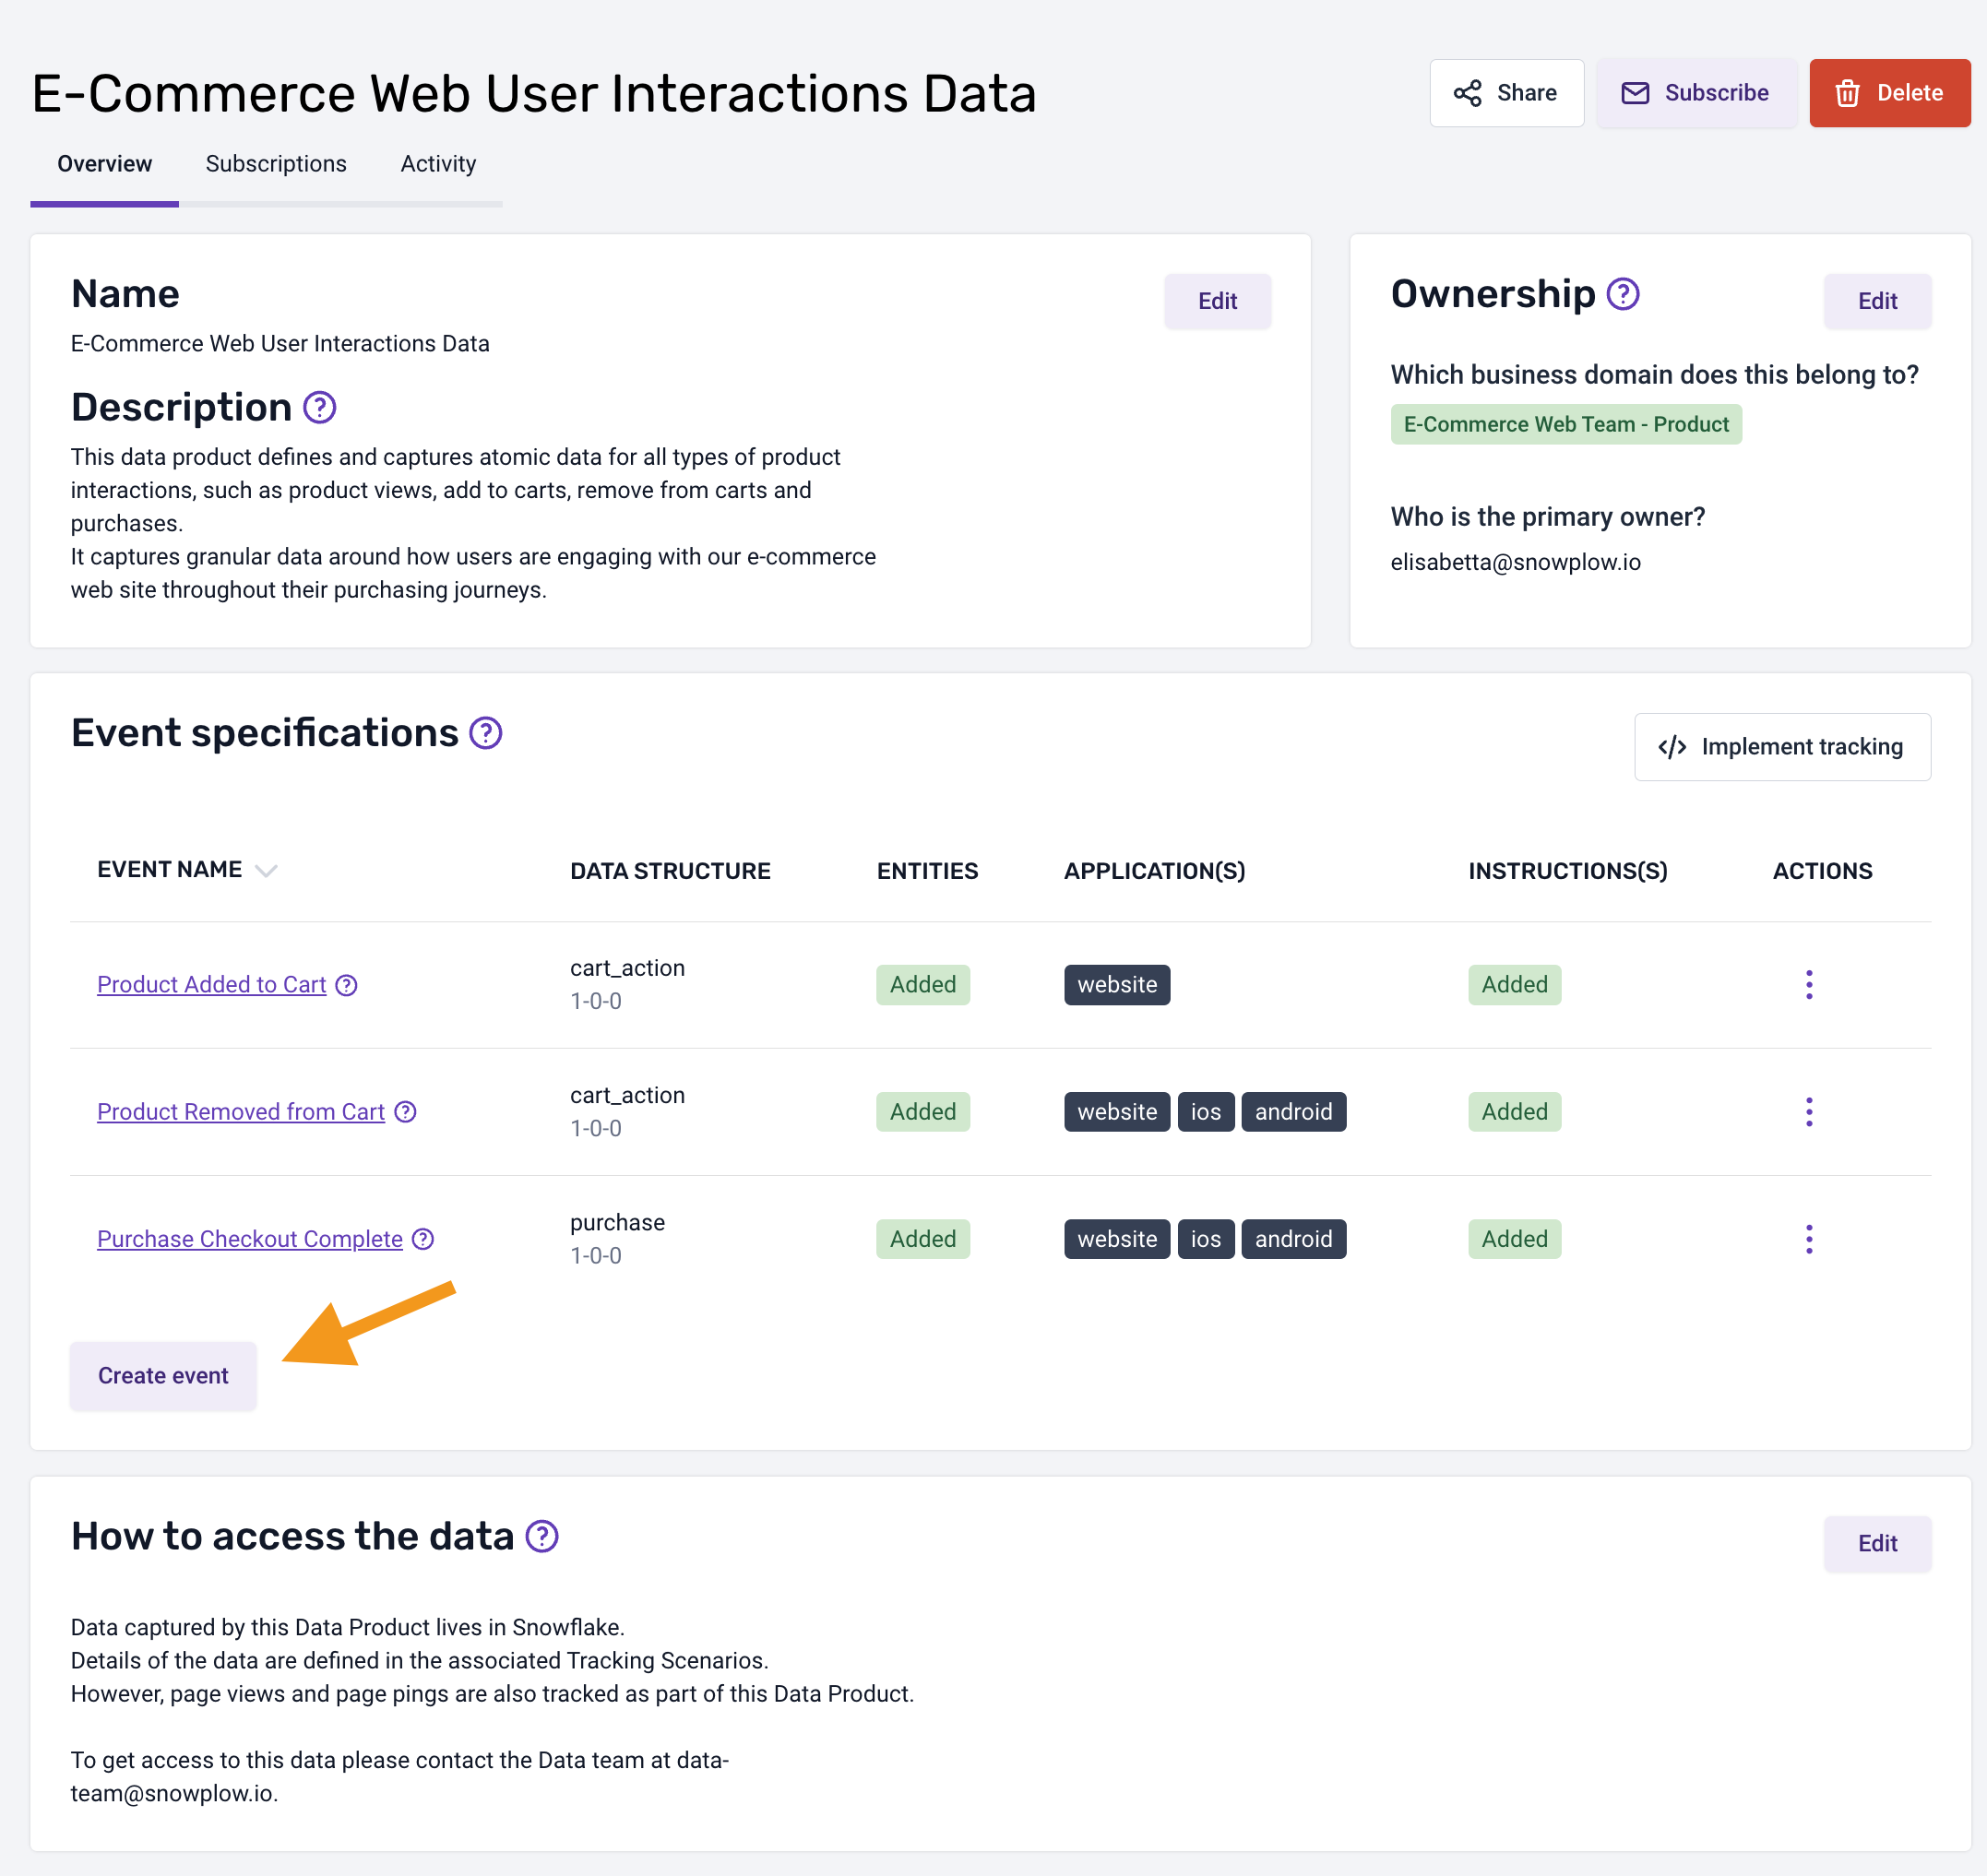 E-Commerce Web User Interactions Data
Share
Subscribe
Delete
Overview
Subscriptions
Activity
Name
Edit
E-Commerce Web User Interactions Data
Description
This data product defines and captures atomic data for all types of product
interactions, such as product views, add to carts, remove from carts and
purchases.
It captures granular data around how users are engaging with our e-commerce
web site throughout their purchasing journeys.
Ownership
Edit
Which business domain does this belong to?
E-Commerce Web Team - Product
Who is the primary owner?
elisabetta@snowplow.io
Event specifications
Implement tracking
EVENT NAME
DATA STRUCTURE
ENTITIES
APPLICATION(S)
INSTRUCTIONS(S)
ACTIONS
Product Added to Cart
cart_action
1-0-0
Added
website
Added
Product Removed from Cart
cart_action
1-0-0
Added
website
ios
android
Added
Purchase Checkout Complete
purchase
1-0-0
Added
website
ios
android
Added
Create event
How to access the data
Edit
Data captured by this Data Product lives in Snowflake.
Details of the data are defined in the associated Tracking Scenarios.
However, page views and page pings are also tracked as part of this Data Product.
To get access to this data please contact the Data team at data-
team@snowplow.io.